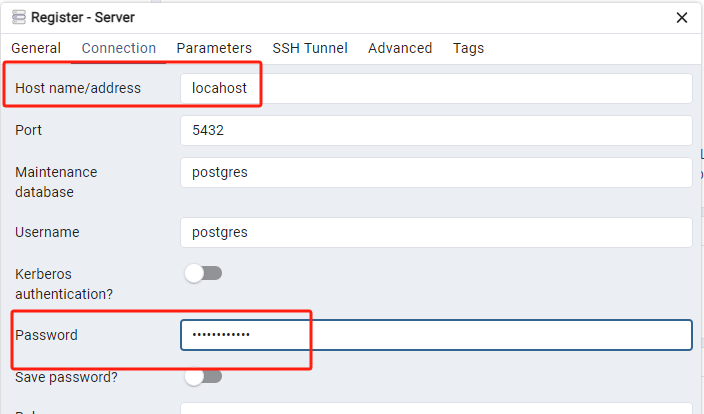 Register - Server
General Connection Parameters SSH Tunnel Advanced Tags
Host name/address locahost
Port 5432
Maintenance database postgres
Username postgres
Kerberos authentication?
Password ••••••••••••
Save password?